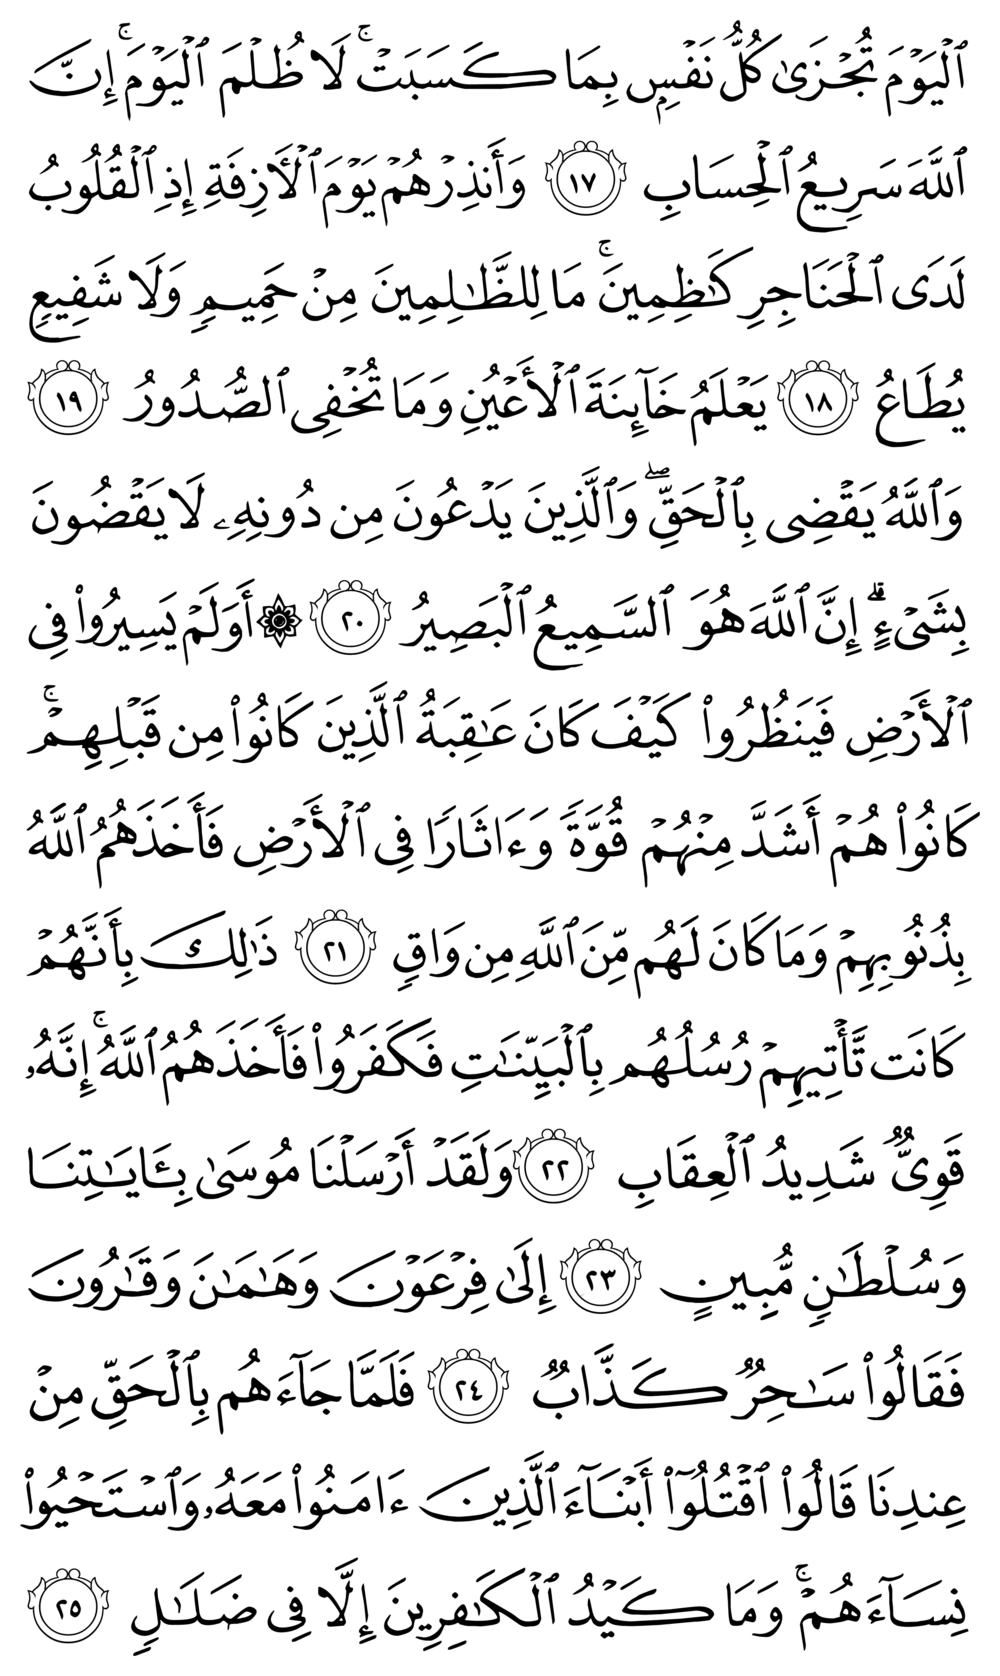 ٱلۡيَوۡمَ تُجۡزَىٰ كُلُّ نَفۡسِۭ بِمَا كَسَبَتۡۚ لَا ظُلۡمَ ٱلۡيَوۡمَۚ إِنَّ
ٱللَّهَ سَرِيعُ ٱلۡحِسَابِ ١٧ وَأَنذِرۡهُمۡ يَوۡمَ ٱلۡأٓزِفَةِ إِذِ ٱلۡقُلُوبُ
لَدَى ٱلۡحَنَاجِرِ كَٰظِمِينَۚ مَا لِلظَّٰلِمِينَ مِنۡ حَمِيمٖ وَلَا شَفِيعٖ
يُطَاعُ ١٨ يَعۡلَمُ خَآئِنَةَ ٱلۡأَعۡيُنِ وَمَا تُخۡفِي ٱلصُّدُورُ ١٩
وَٱللَّهُ يَقۡضِي بِٱلۡحَقِّۖ وَٱلَّذِينَ يَدۡعُونَ مِن دُونِهِۦ لَا يَقۡضُونَ
بِشَيۡءٍۗ إِنَّ ٱللَّهَ هُوَ ٱلسَّمِيعُ ٱلۡبَصِيرُ ٢٠ ۞ أَوَلَمۡ يَسِيرُواْ فِي
ٱلۡأَرۡضِ فَيَنظُرُواْ كَيۡفَ كَانَ عَٰقِبَةُ ٱلَّذِينَ كَانُواْ مِن قَبۡلِهِمۡۚ
كَانُواْ هُمۡ أَشَدَّ مِنۡهُمۡ قُوَّةٗ وَءَاثَارٗا فِي ٱلۡأَرۡضِ فَأَخَذَهُمُ ٱللَّهُ
بِذُنُوبِهِمۡ وَمَا كَانَ لَهُم مِّنَ ٱللَّهِ مِن وَاقٖ ٢١ ذَٰلِكَ بِأَنَّهُمۡ
كَانَت تَّأۡتِيهِمۡ رُسُلُهُم بِٱلۡبَيِّنَٰتِ فَكَفَرُواْ فَأَخَذَهُمُ ٱللَّهُۚ إِنَّهُۥ
قَوِيّٞ شَدِيدُ ٱلۡعِقَابِ ٢٢ وَلَقَدۡ أَرۡسَلۡنَا مُوسَىٰ بِـَٔايَٰتِنَا
وَسُلۡطَٰنٖ مُّبِينٍ ٢٣ إِلَىٰ فِرۡعَوۡنَ وَهَٰمَٰنَ وَقَٰرُونَ
فَقَالُواْ سَٰحِرٞ كَذَّابٞ ٢٤ فَلَمَّا جَآءَهُم بِٱلۡحَقِّ مِنۡ
عِندِنَا قَالُواْ ٱقۡتُلُوٓاْ أَبۡنَآءَ ٱلَّذِينَ ءَامَنُواْ مَعَهُۥ وَٱسۡتَحۡيُواْ
نِسَآءَهُمۡۚ وَمَا كَيۡدُ ٱلۡكَٰفِرِينَ إِلَّا فِي ضَلَٰلٖ ٢٥